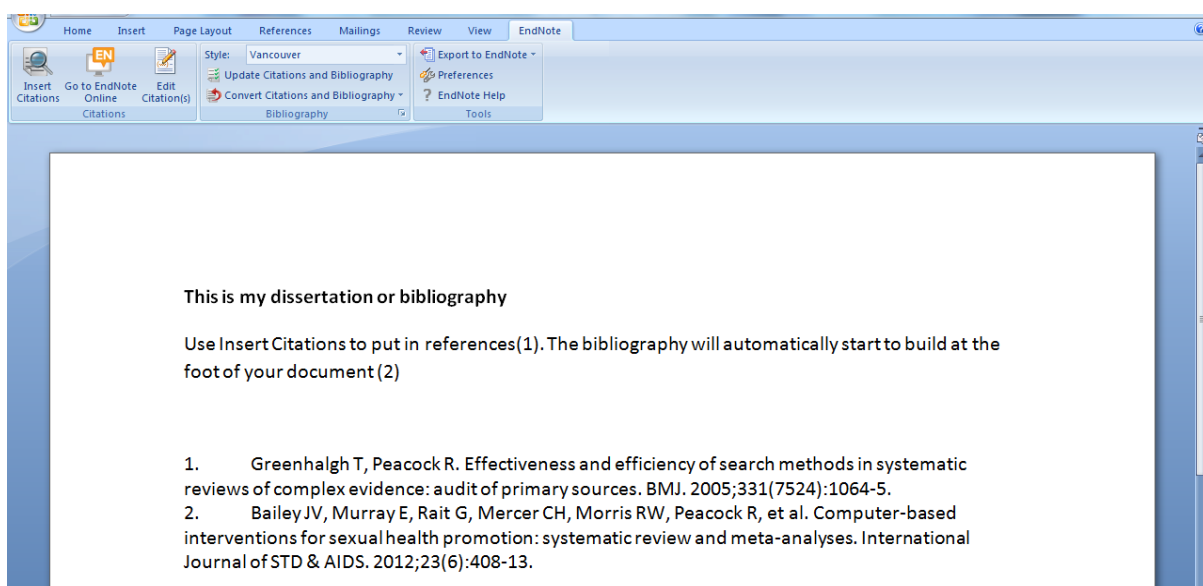 Home Insert Page Layout References Mailings Review View EndNote
EN
Insert Citations
Go to EndNote Online
Edit Citation(s)
Citations
Style: Vancouver
Update Citations and Bibliography
Convert Citations and Bibliography
Bibliography
Export to EndNote
Preferences
? EndNote Help
Tools
This is my dissertation or bibliography
Use Insert Citations to put in references(1). The bibliography will automatically start to build at the
foot of your document (2)
1. Greenhalgh T, Peacock R. Effectiveness and efficiency of search methods in systematic
reviews of complex evidence: audit of primary sources. BMJ. 2005;331(7524):1064-5.
2. Bailey JV, Murray E, Rait G, Mercer CH, Morris RW, Peacock R, et al. Computer-based
interventions for sexual health promotion: systematic review and meta-analyses. International
Journal of STD & AIDS. 2012;23(6):408-13.